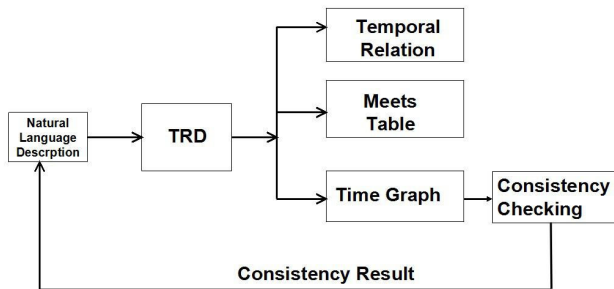 Temporal
Relation
Meets
Table
Natural
Language
Descrption
TRD
Time Graph
Consistency
Checking
Consistency Result